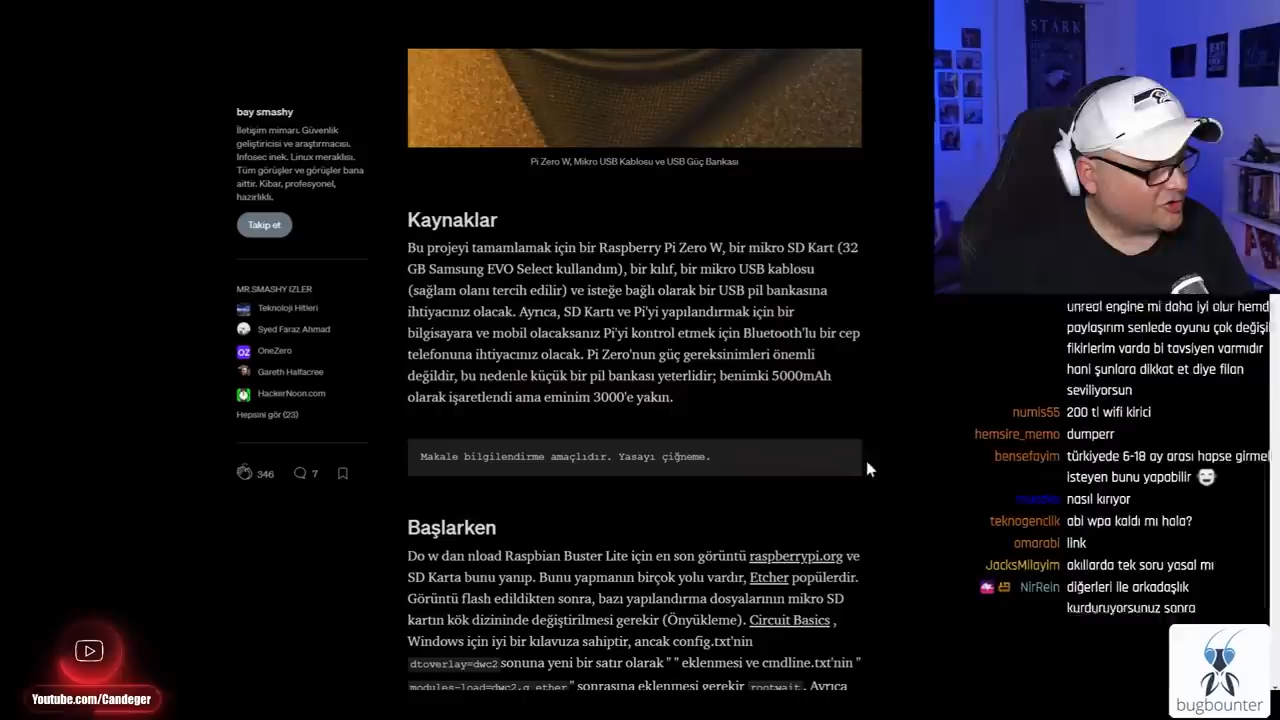 bay smashy
İletişim mimarı. Güvenlik
geliştiricisi ve araştırmacısı.
Infosec inek. Linux meraklısı.
Tüm görüşler ve görüşler bana
aittir. Kibar, profesyonel,
hazırlıklı.
Takip et
MR.SMASHY IZLER
Teknoloji Hitleri
Syed Faraz Ahmad
OneZero
Gareth Halfacree
HackerNoon.com
Hepsini gör (23)
346
7
Pi Zero W, Mikro USB Kablosu ve USB Güç Bankası
Kaynaklar
Bu projeyi tamamlamak için bir Raspberry Pi Zero W, bir mikro SD Kart (32
GB Samsung EVO Select kullandım), bir kılıf, bir mikro USB kablosu
(sağlam olanı tercih edilir) ve isteğe bağlı olarak bir USB pil bankasına
ihtiyacınız olacak. Ayrıca, SD Kartı ve Pi'yi yapılandırmak için bir
bilgisayara ve mobil olacaksanız Pi'yi kontrol etmek için Bluetooth'lu bir cep
telefonuna ihtiyacınız olacak. Pi Zero'nun güç gereksinimleri önemli
değildir, bu nedenle küçük bir pil bankası yeterlidir; benimki 5000mAh
olarak işaretlendi ama eminim 3000'e yakın.
Makale bilgilendirme amaçlıdır. Yasayı çiğneme.
Başlarken
Do w dan nload Raspbian Buster Lite için en son görüntü raspberrypi.org ve
SD Karta bunu yanıp. Bunu yapmanın birçok yolu vardır, Etcher popülerdir.
Görüntü flash edildikten sonra, bazı yapılandırma dosyalarının mikro SD
kartın kök dizininde değiştirilmesi gerekir (Önyükleme). Circuit Basics ,
Windows için iyi bir kılavuza sahiptir, ancak config.txt'nin
dtoverlay=dwc2 sonuna yeni bir satır olarak " " eklenmesi ve cmdline.txt'nin "
modules-load=dwc2,g_ether" sonrasına eklenmesi gerekir rootwait. Ayrıca
STARK
unreal engine mi daha iyi olur hemd
paylaşırım senlede oyunu çok değişi
fikirlerim varda bi tavsiyen varmıdır
hani şunlara dikkat et diye filan
seviliyorsun
numis55 200 tl wifi kirici
hemsire_memo dumperr
bensefayim türkiyede 6-18 ay arası hapse girmel
isteyen bunu yapabilir
nasıl kırıyor
teknogenclik abi wpa kaldı mı hala?
omarabi link
JacksMilayim akıllarda tek soru yasal mı
NirRein diğerleri ile arkadaşlık
kurduruyorsunuz sonra
Youtube.com/Candeger
bugbounter